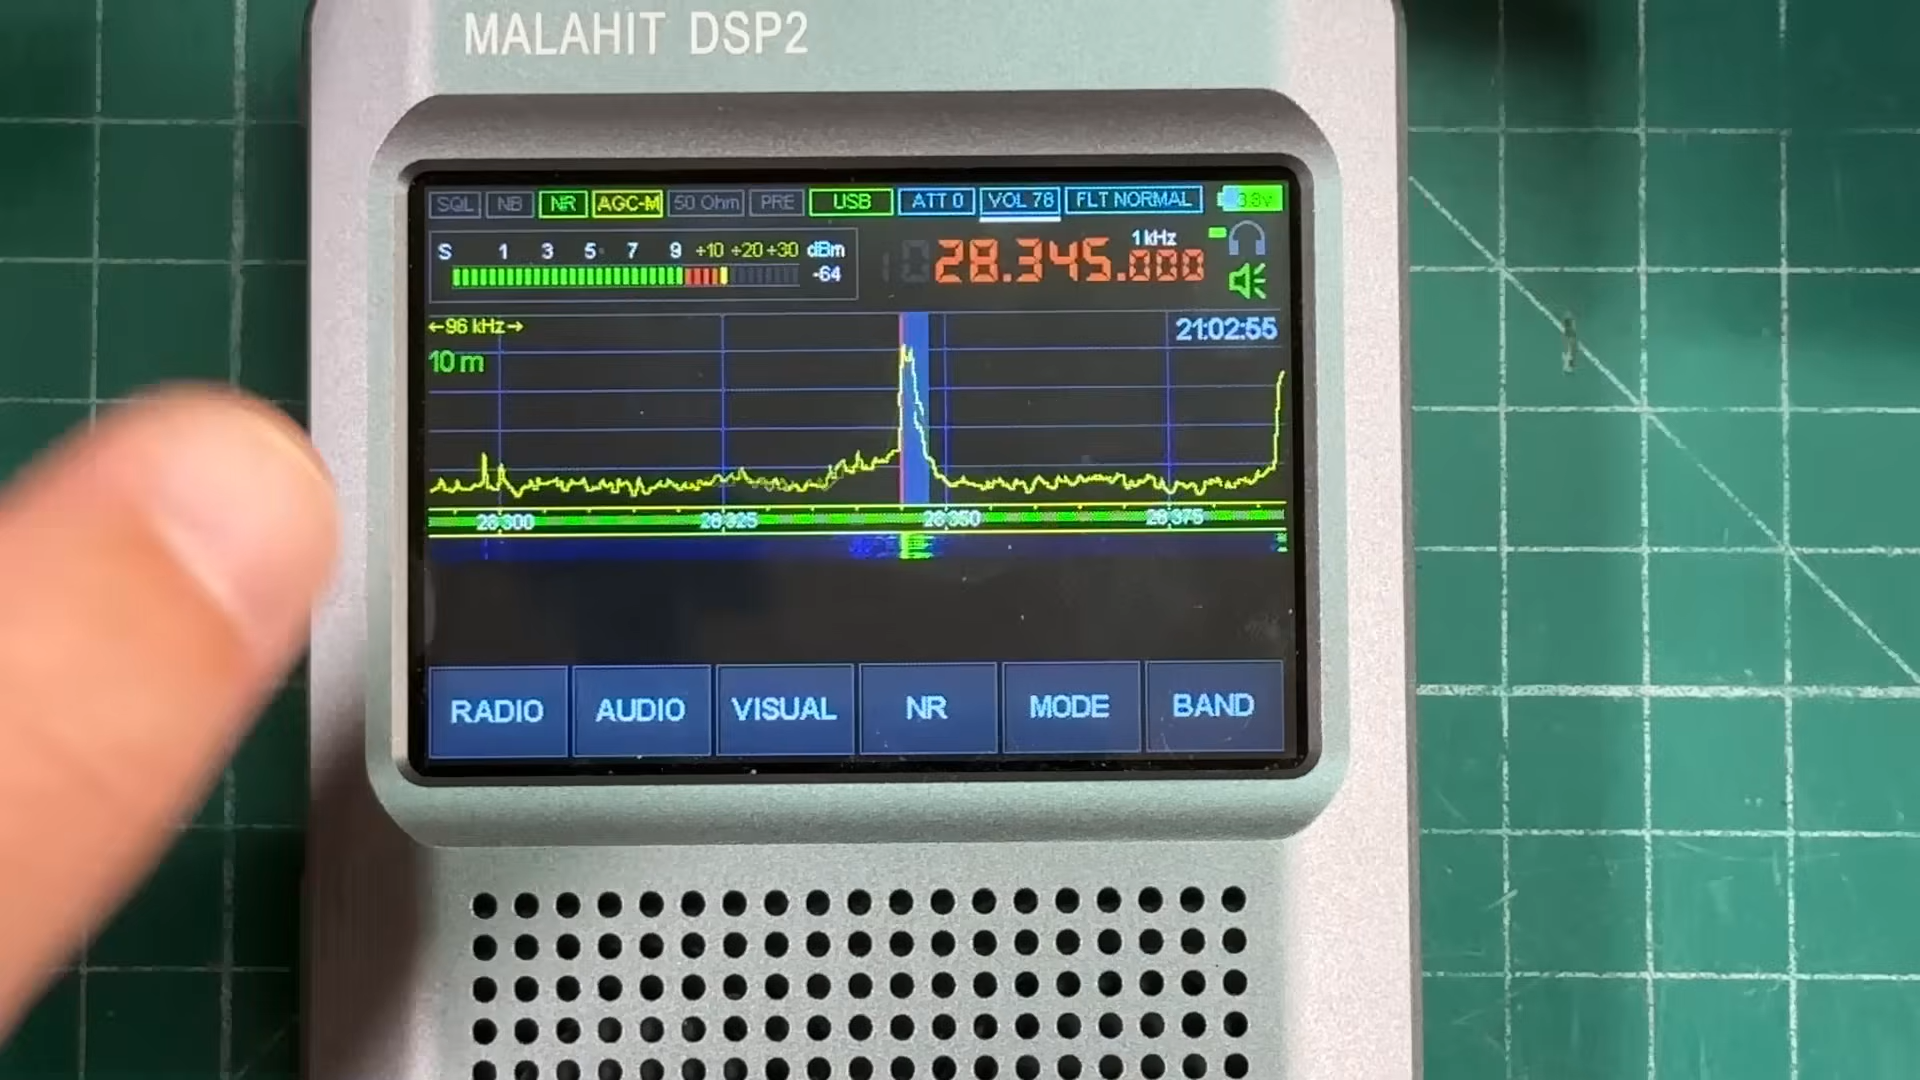 MALAHIT DSP2
SQL NB NR AGC-M 50 Ohm PRE USB ATT 0 VOL 78 FLT NORMAL 3.9v
S 1 3 5 7 9 +10 +20 +30 dBm
-64
1 kHz
28.345.000
←96 kHz→
21:02:55
10 m
28 300 28 325 28 350 28 375
RADIO AUDIO VISUAL NR MODE BAND